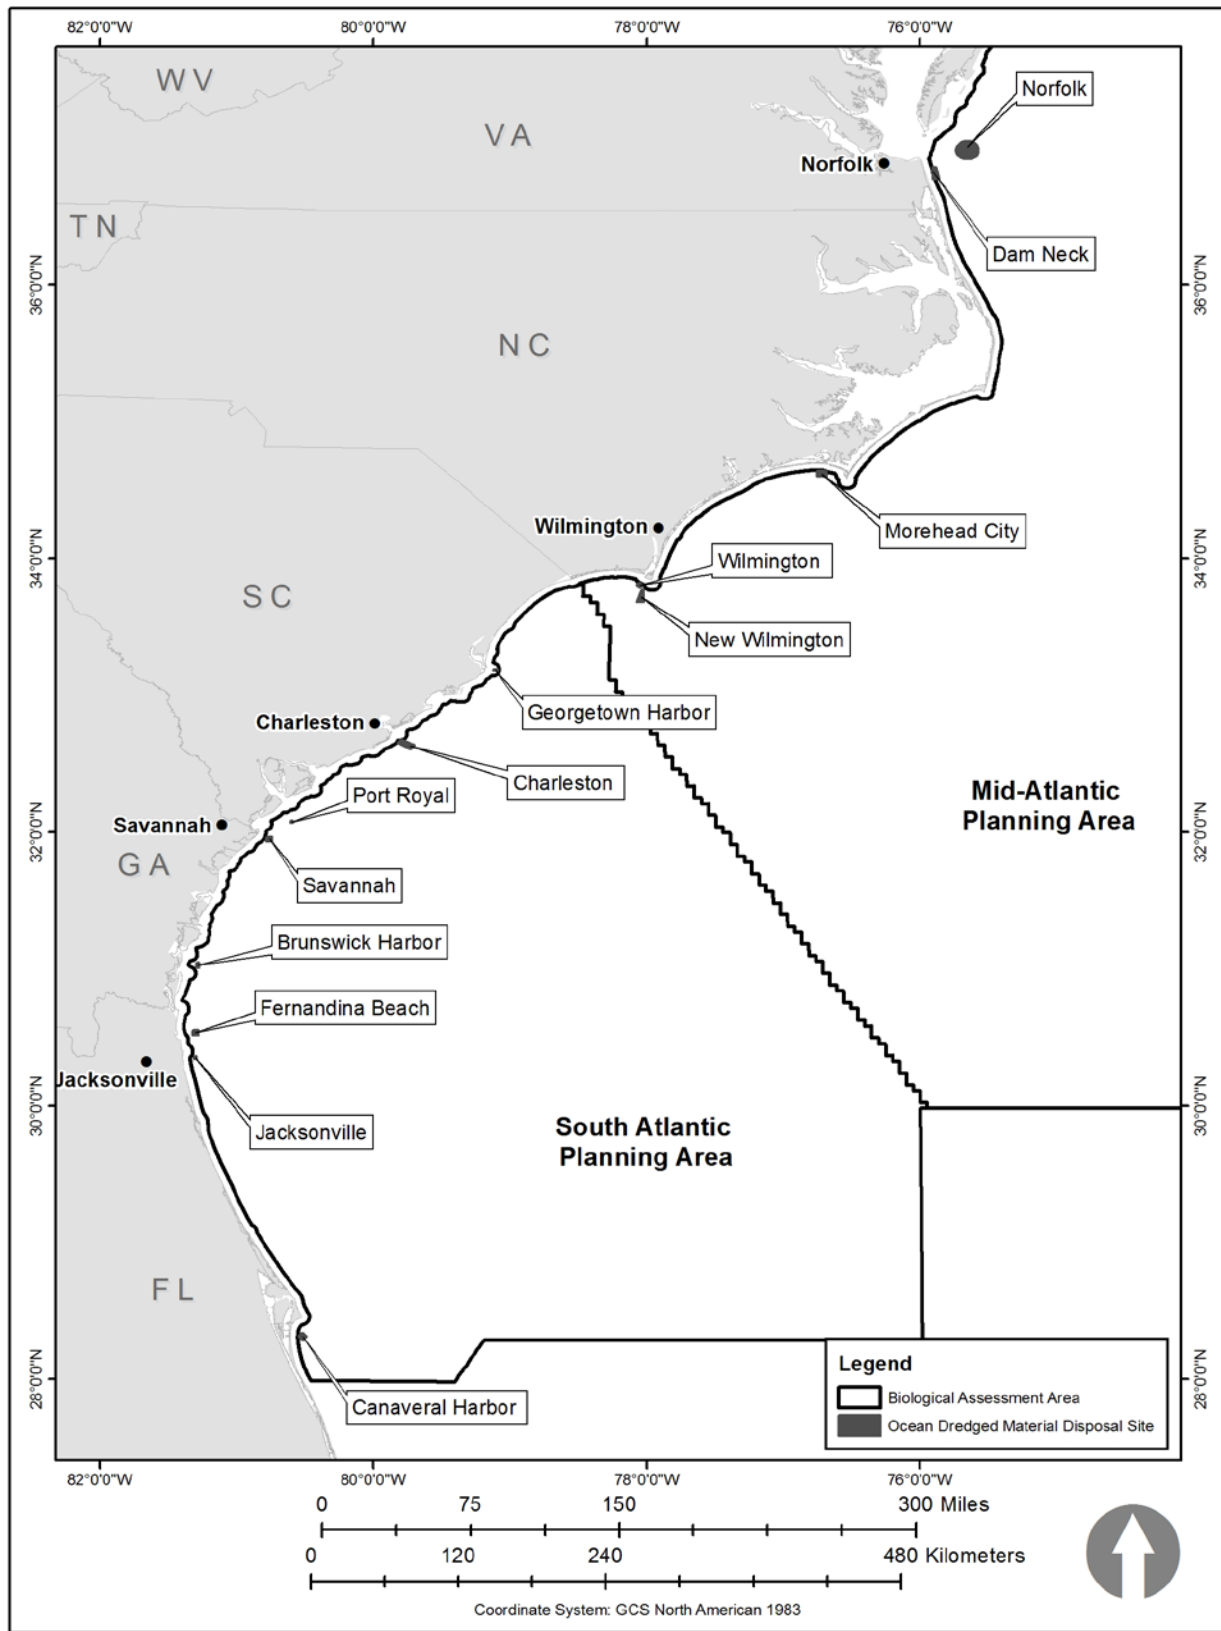 82°0'0"W
80°0'0"W
78°0'0"W
76°0'0"W
WV
VA
TN
NC
SC
GA
FL
Norfolk
Norfolk
Dam Neck
36°0'0"N
36°0'0"N
Morehead City
Wilmington
Wilmington
New Wilmington
34°0'0"N
34°0'0"N
Georgetown Harbor
Charleston
Charleston
Port Royal
Mid-Atlantic
Planning Area
Savannah
Savannah
32°0'0"N
32°0'0"N
Brunswick Harbor
Fernandina Beach
Jacksonville
Jacksonville
30°0'0"N
30°0'0"N
South Atlantic
Planning Area
Canaveral Harbor
28°0'0"N
28°0'0"N
Legend
Biological Assessment Area
Ocean Dredged Material Disposal Site
82°0'0"W
80°0'0"W
78°0'0"W
76°0'0"W
0 75 150 300 Miles
0 120 240 480 Kilometers
Coordinate System: GCS North American 1983